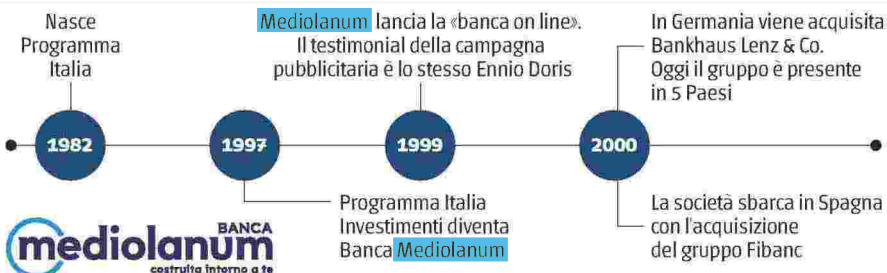 Nasce
Programma
Italia
Mediolanum lancia la «banca on line».
Il testimonial della campagna
pubblicitaria è lo stesso Ennio Doris
In Germania viene acquisita
Bankhaus Lenz & Co.
Oggi il gruppo è presente
in 5 Paesi
1982
1997
1999
2000
Programma Italia
Investimenti diventa
Banca Mediolanum
La società sbarca in Spagna
con l'acquisizione
del gruppo Fibanc
BANCA
mediolanum
costruita intorno a te